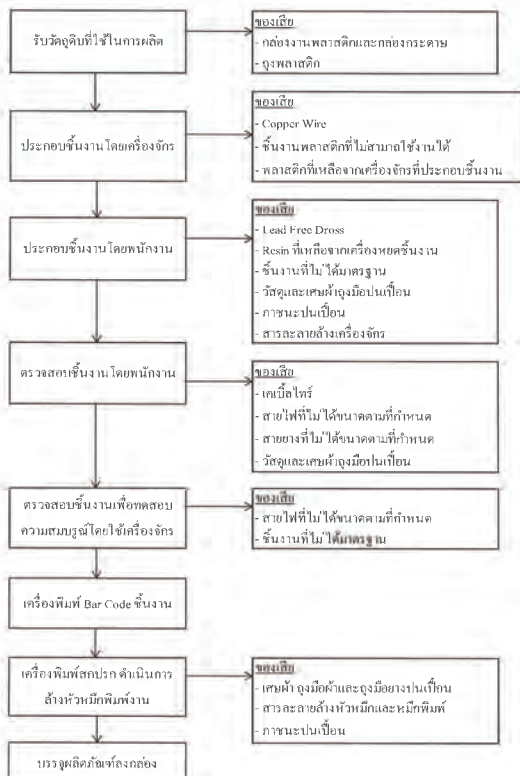 รับวัตถุดิบที่ใช้ในการผลิต
ของเสีย
- กล่องงานพลาสติกและกล่องกระดาษ
- ถุงพลาสติก
ประกอบชิ้นงานโดยเครื่องจักร
ของเสีย
- Copper Wire
- ชิ้นงานพลาสติกที่ไม่สามาถใช้งานได้
- พลาสติกที่เหลือจากเครื่องจักรที่ประกอบชิ้นงาน
ประกอบชิ้นงานโดยพนักงาน
ของเสีย
- Lead Free Dross
- Resin ที่เหลือจากเครื่องหยดชิ้นงาน
- ชิ้นงานที่ไม่ได้มาตรฐาน
- วัสดุและเศษผ้าถุงมือปนเปื้อน
- ภาชนะปนเปื้อน
- สารละลายล้างเครื่องจักร
ตรวจสอบชิ้นงานโดยพนักงาน
ของเสีย
- เคเบิ้ลไทร์
- สายไฟที่ไม่ได้ขนาดตามที่กำหนด
- สายยางที่ไม่ได้ขนาดตามที่กำหนด
- วัสดุและเศษผ้าถุงมือปนเปื้อน
ตรวจสอบชิ้นงานเพื่อทดสอบ
ความสมบูรณ์โดยใช้เครื่องจักร
ของเสีย
- สายไฟที่ไม่ได้ขนาดตามที่กำหนด
- ชิ้นงานที่ไม่ได้มาตรฐาน
เครื่องพิมพ์ Bar Code ชิ้นงาน
เครื่องพิมพ์สกปรก ดำเนินการ
ล้างหัวหมึกพิมพ์งาน
ของเสีย
- เศษผ้า ถุงมือผ้าและถุงมือยางปนเปื้อน
- สารละลายล้างหัวหมึกและหมึกพิมพ์
- ภาชนะปนเปื้อน
บรรจุผลิตภัณฑ์ลงกล่อง